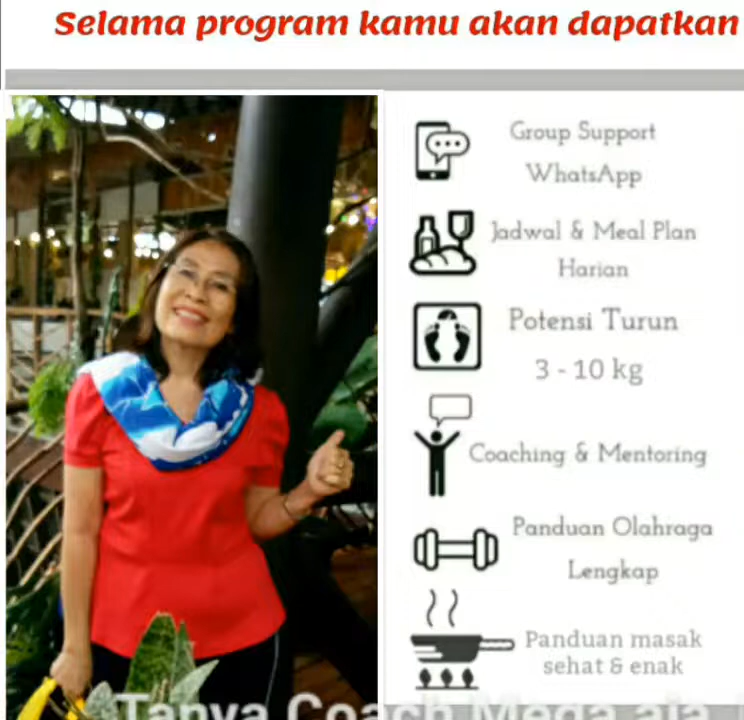 Selama program kamu akan dapatkan
Group Support
WhatsApp
Jadwal & Meal Plan
Harian
Potensi Turun
3 - 10 kg
Coaching & Mentoring
Panduan Olahraga
Lengkap
Panduan masak
sehat & enak
Tanya Coach Mega aja